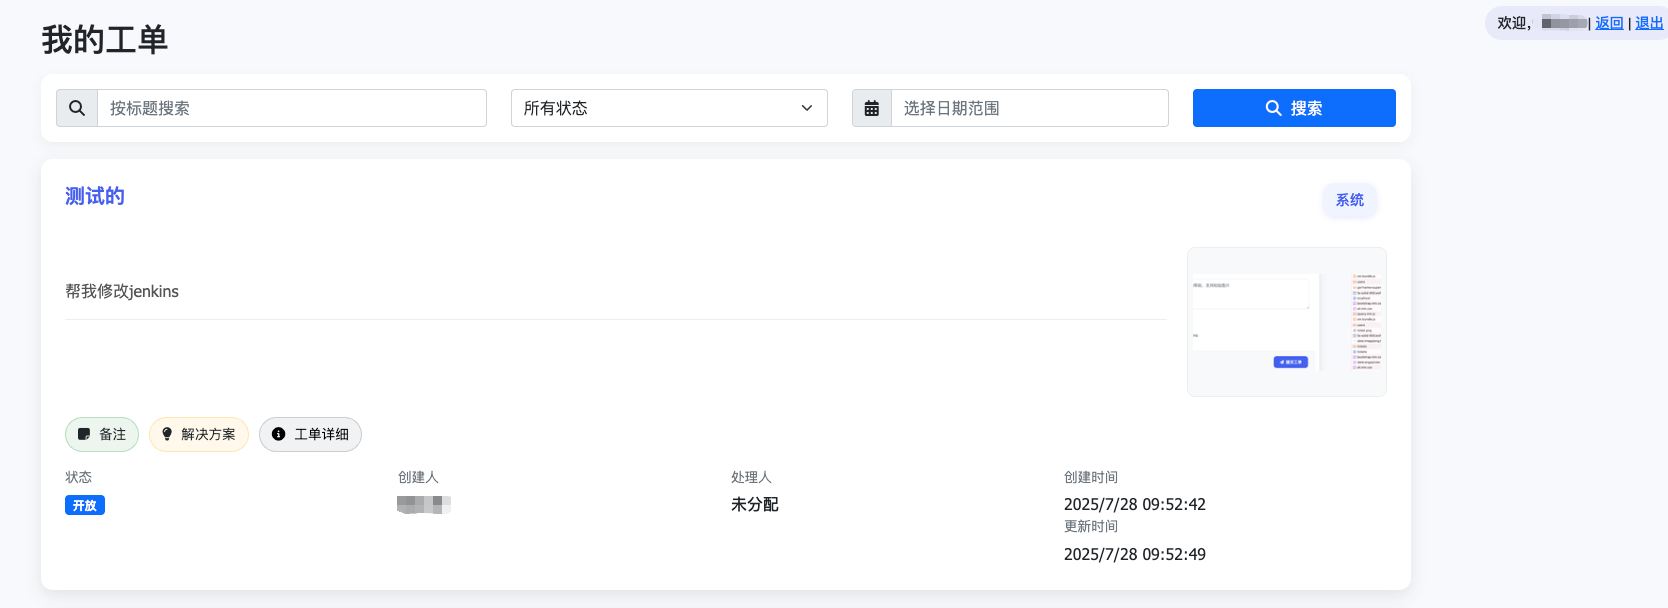 我的工单
欢迎, | 返回 | 退出
按标题搜索
所有状态
选择日期范围
搜索
测试的
系统
帮我修改jenkins
备注
解决方案
工单详细
状态
开放
创建人
处理人
未分配
创建时间
2025/7/28 09:52:42
更新时间
2025/7/28 09:52:49